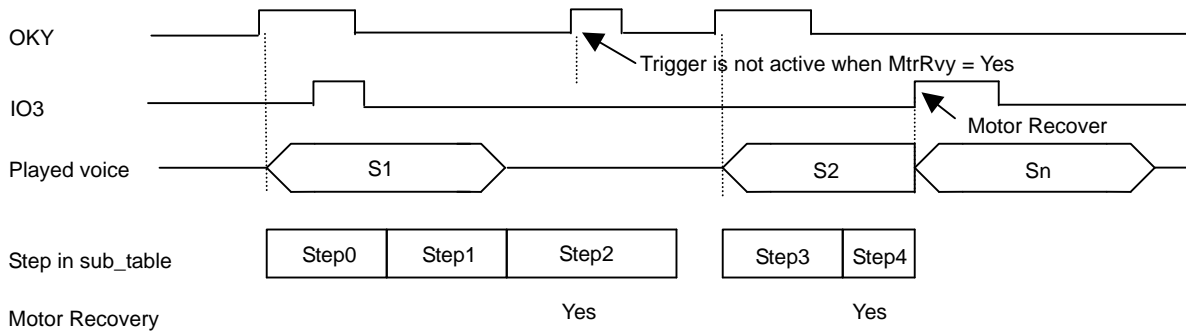 OKY
Trigger is not active when MtrRvy = Yes
IO3
Motor Recover
Played voice
S1
S2
Sn
Step in sub_table
Step0
Step1
Step2
Step3
Step4
Motor Recovery
Yes
Yes